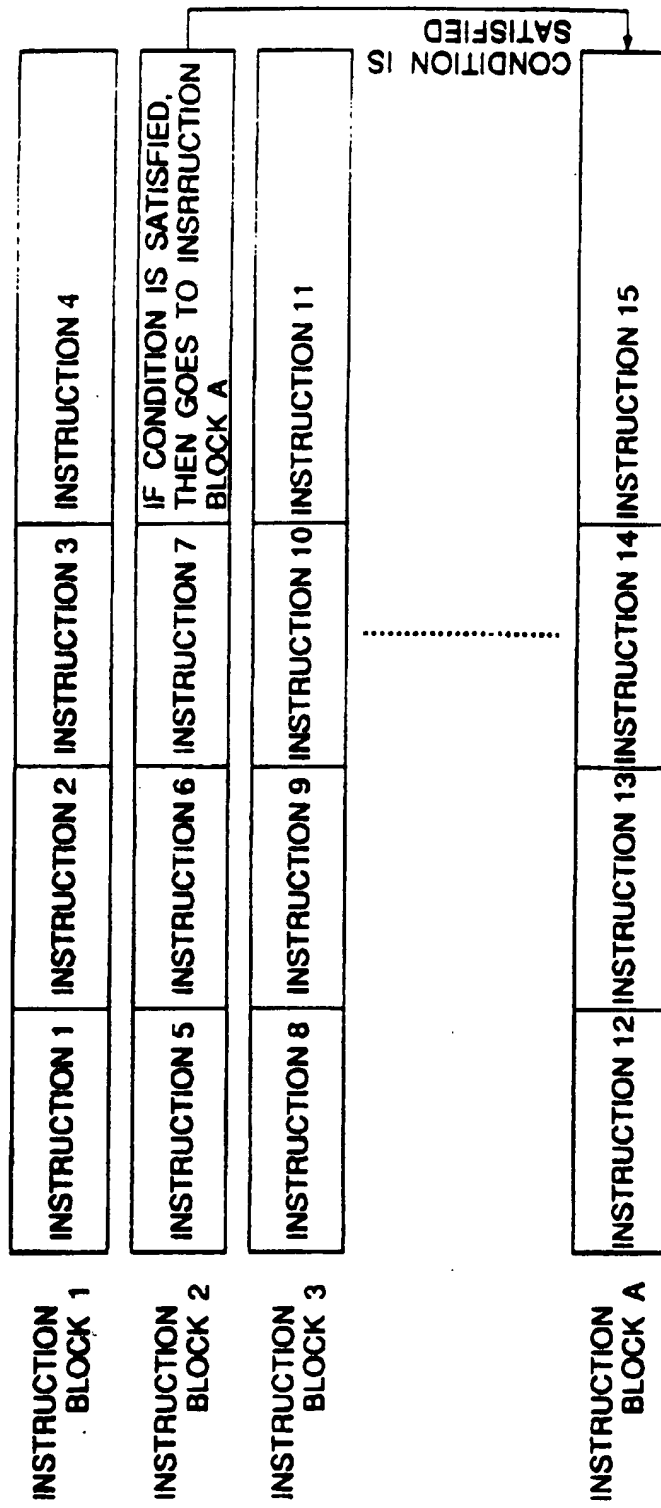 INSTRUCTION
BLOCK 1
INSTRUCTION 1
INSTRUCTION 2
INSTRUCTION 3
INSTRUCTION 4
INSTRUCTION
BLOCK 2
INSTRUCTION 5
INSTRUCTION 6
INSTRUCTION 7
IF CONDITION IS SATISFIED,
THEN GOES TO INSRRUCTION
BLOCK A
INSTRUCTION
BLOCK 3
INSTRUCTION 8
INSTRUCTION 9
INSTRUCTION 10
INSTRUCTION 11
CONDITION IS
SATISFIED
INSTRUCTION
BLOCK A
INSTRUCTION 12
INSTRUCTION 13
INSTRUCTION 14
INSTRUCTION 15